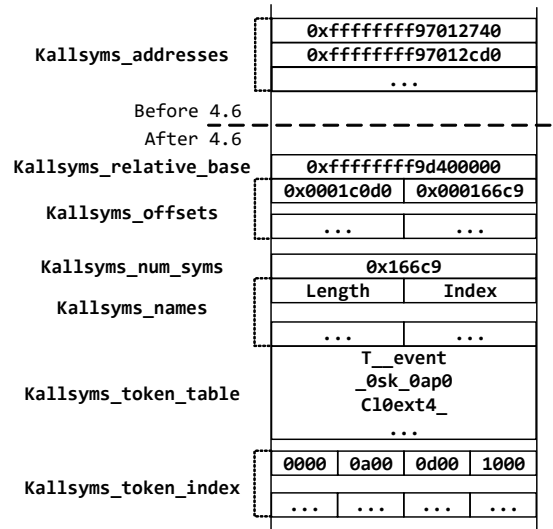 0xffffffff97012740
Kallsyms_addresses 0xffffffff97012cd0
...
Before 4.6
After 4.6
Kallsyms_relative_base 0xffffffff9d400000
0x0001c0d0 0x000166c9
Kallsyms_offsets
... ...
Kallsyms_num_syms 0x166c9
Length Index
Kallsyms_names
... ...
T__event
_0sk_0ap0
Kallsyms_token_table Cl0ext4_
...
0000 0a00 0d00 1000
Kallsyms_token_index
... ... ... ...